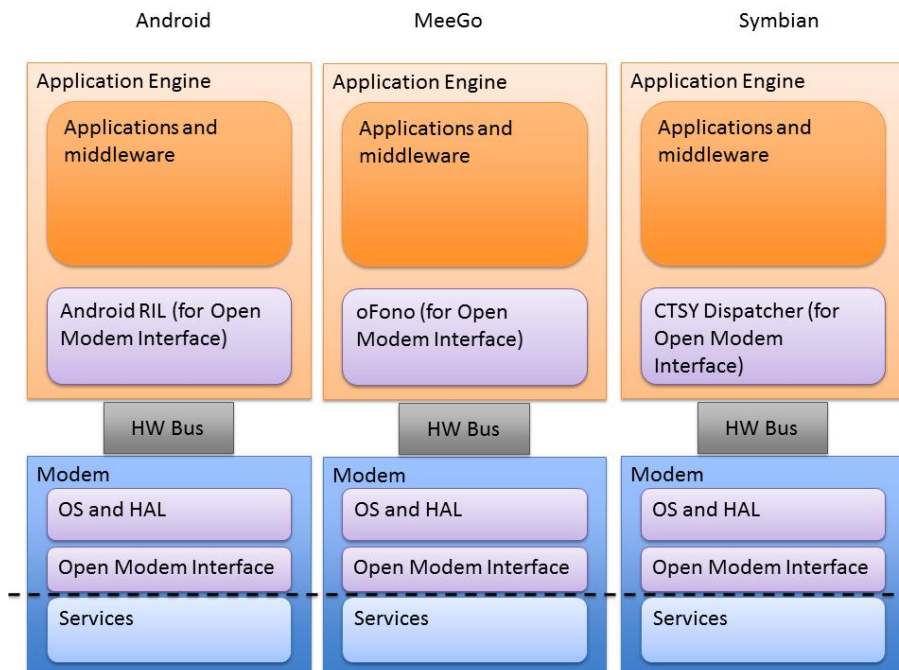 Android
MeeGo
Symbian
Application Engine
Applications and
middleware
Android RIL (for Open
Modem Interface)
HW Bus
Modem
OS and HAL
Open Modem Interface
Services
Application Engine
Applications and
middleware
oFono (for Open
Modem Interface)
HW Bus
Modem
OS and HAL
Open Modem Interface
Services
Application Engine
Applications and
middleware
CTSY Dispatcher (for
Open Modem
Interface)
HW Bus
Modem
OS and HAL
Open Modem Interface
Services